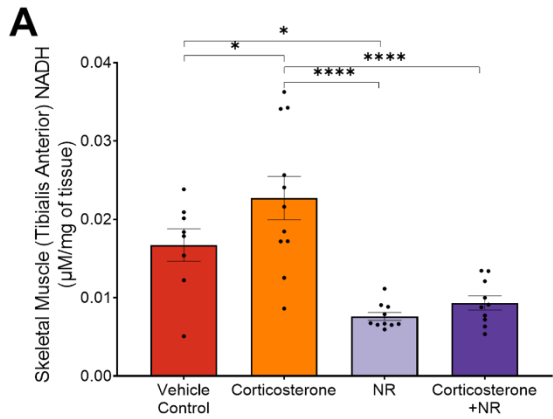 A
*
*
****
****
Skeletal Muscle (Tibialis Anterior) NADH
(µM/mg of tissue)
0.04
0.03
0.02
0.01
0.00
Vehicle
Control
Corticosterone
NR
Corticosterone
+NR